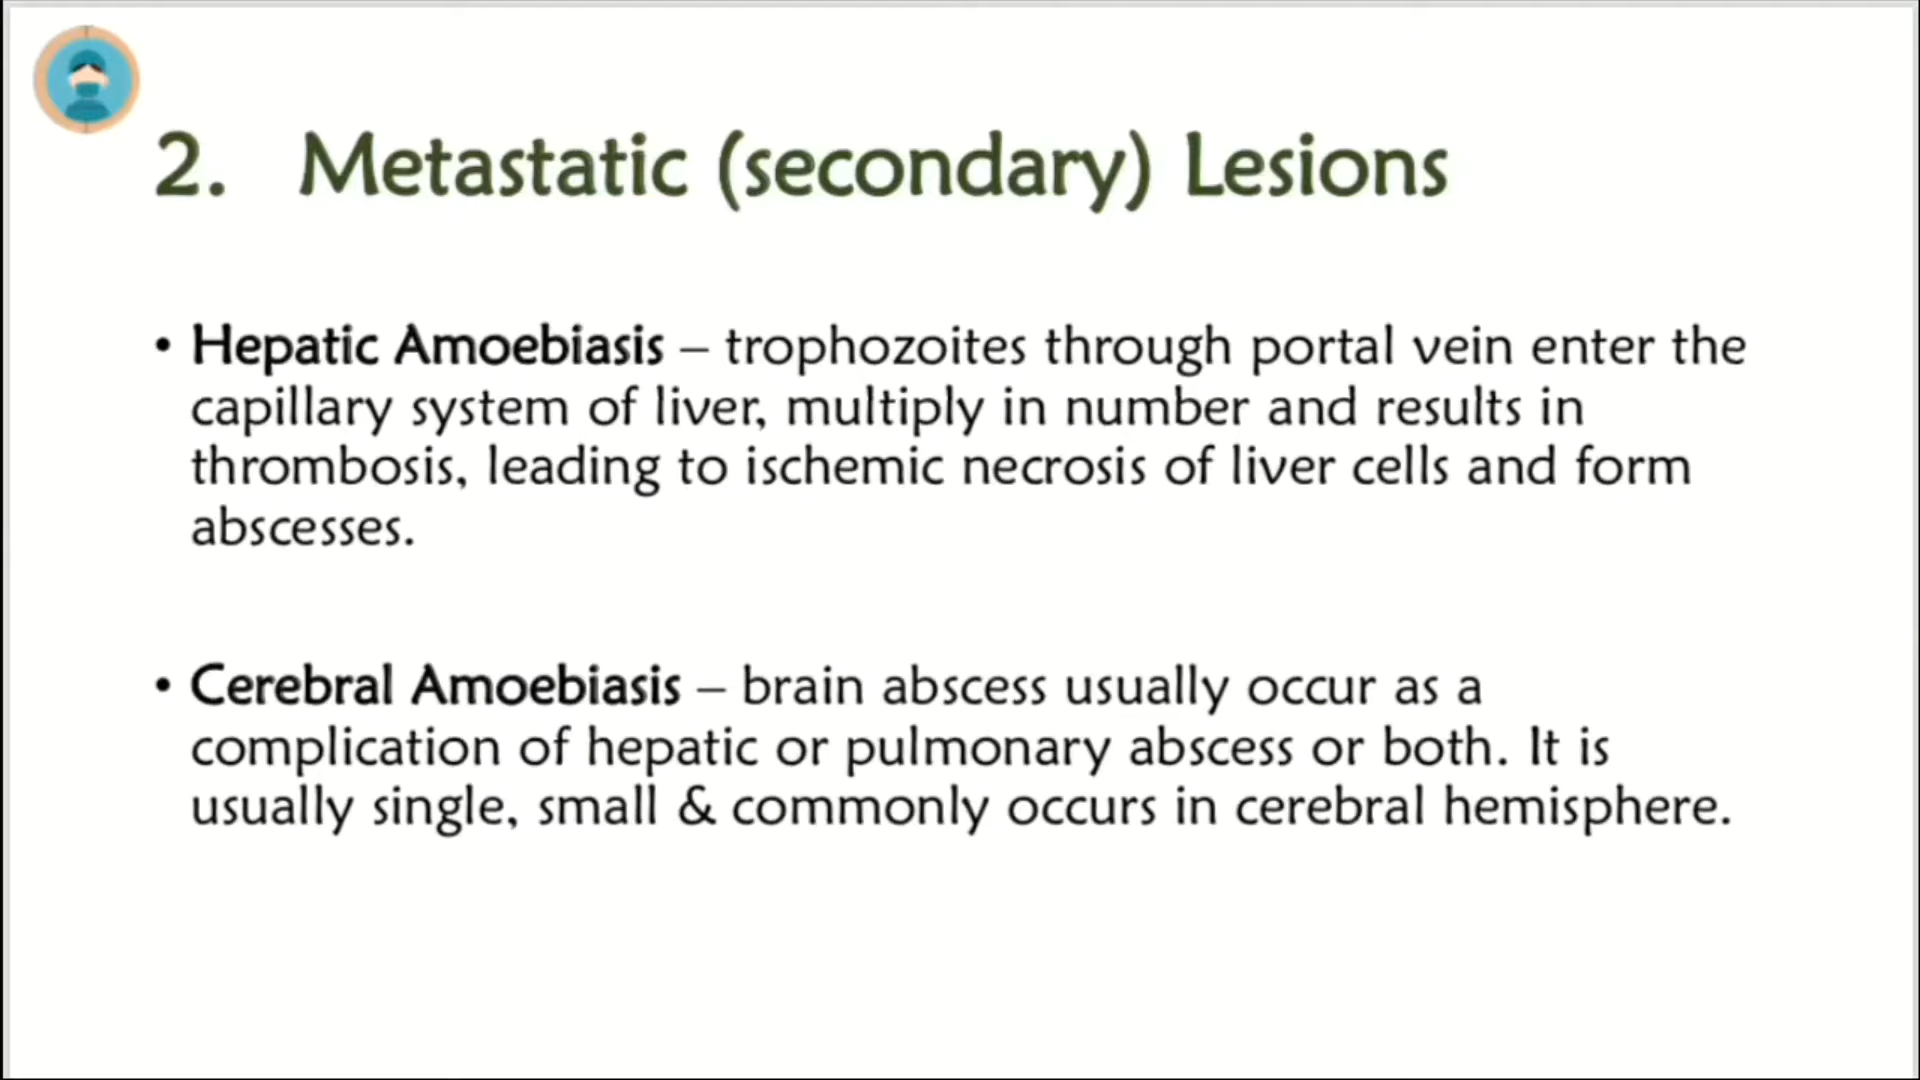 2. Metastatic (secondary) Lesions
• Hepatic Amoebiasis – trophozoites through portal vein enter the
capillary system of liver, multiply in number and results in
thrombosis, leading to ischemic necrosis of liver cells and form
abscesses.
• Cerebral Amoebiasis – brain abscess usually occur as a
complication of hepatic or pulmonary abscess or both. It is
usually single, small & commonly occurs in cerebral hemisphere.